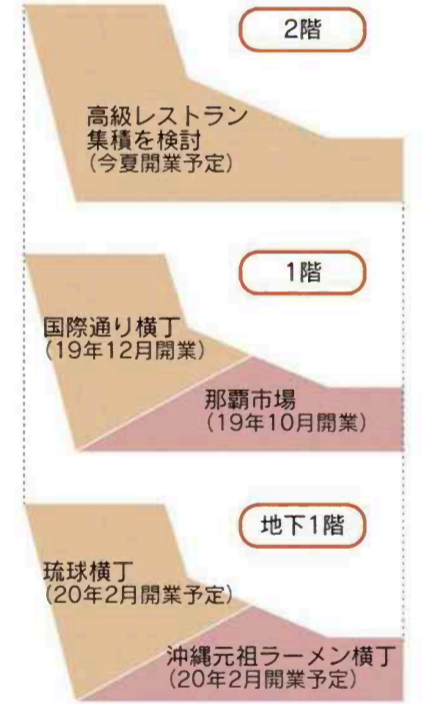 2階
高級レストラン
集積を検討
(今夏開業予定)
1階
国際通り横丁
(19年12月開業)
那覇市場
(19年10月開業)
地下1階
琉球横丁
(20年2月開業予定)
沖縄元祖ラーメン横丁
(20年2月開業予定)